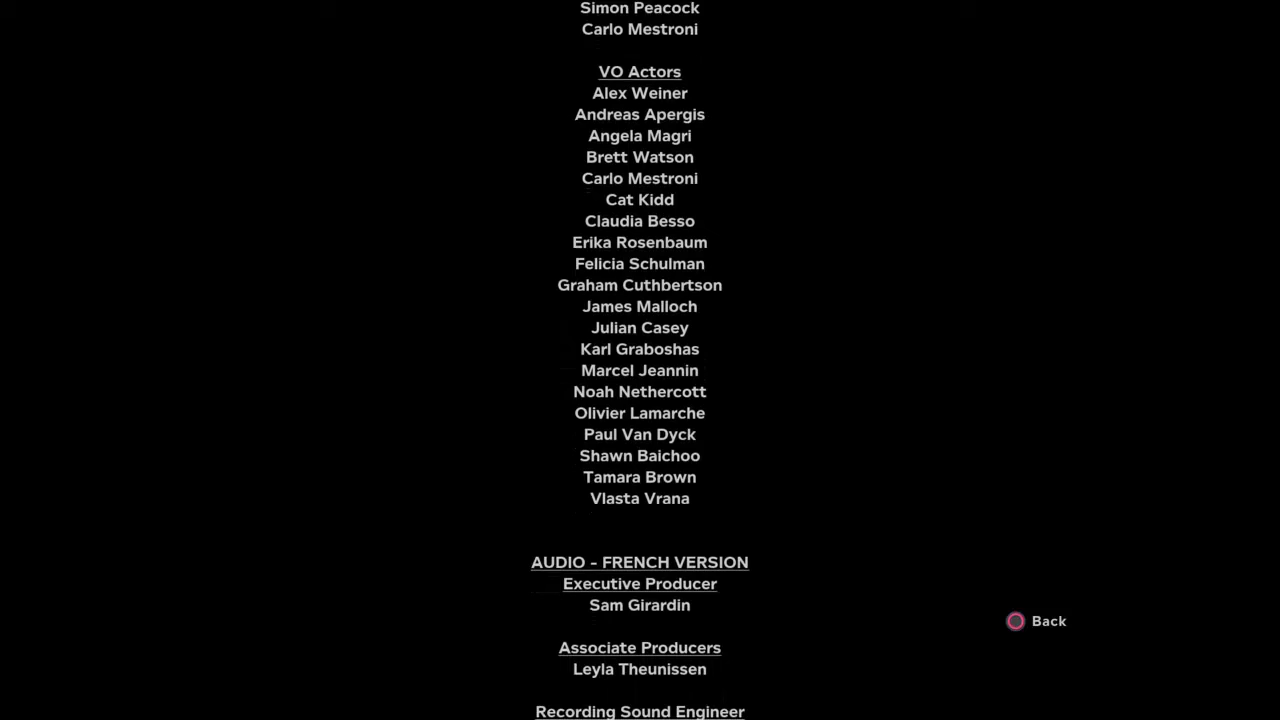 Simon Peacock
Carlo Mestroni
VO Actors
Alex Weiner
Andreas Apergis
Angela Magri
Brett Watson
Carlo Mestroni
Cat Kidd
Claudia Besso
Erika Rosenbaum
Felicia Schulman
Graham Cuthbertson
James Malloch
Julian Casey
Karl Graboshas
Marcel Jeannin
Noah Nethercott
Olivier Lamarche
Paul Van Dyck
Shawn Baichoo
Tamara Brown
Vlasta Vrana
AUDIO - FRENCH VERSION
Executive Producer
Sam Girardin
Back
Associate Producers
Leyla Theunissen
Recording Sound Engineer